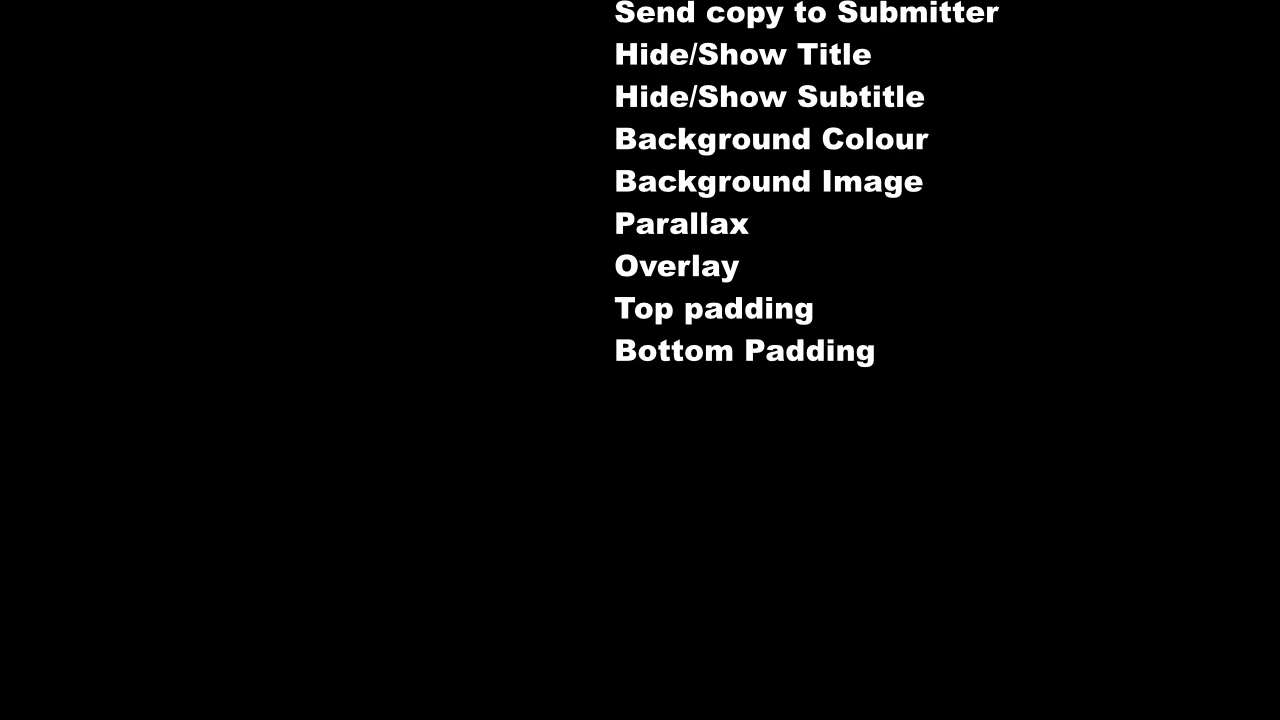 Send copy to Submitter
Hide/Show Title
Hide/Show Subtitle
Background Colour
Background Image
Parallax
Overlay
Top padding
Bottom Padding